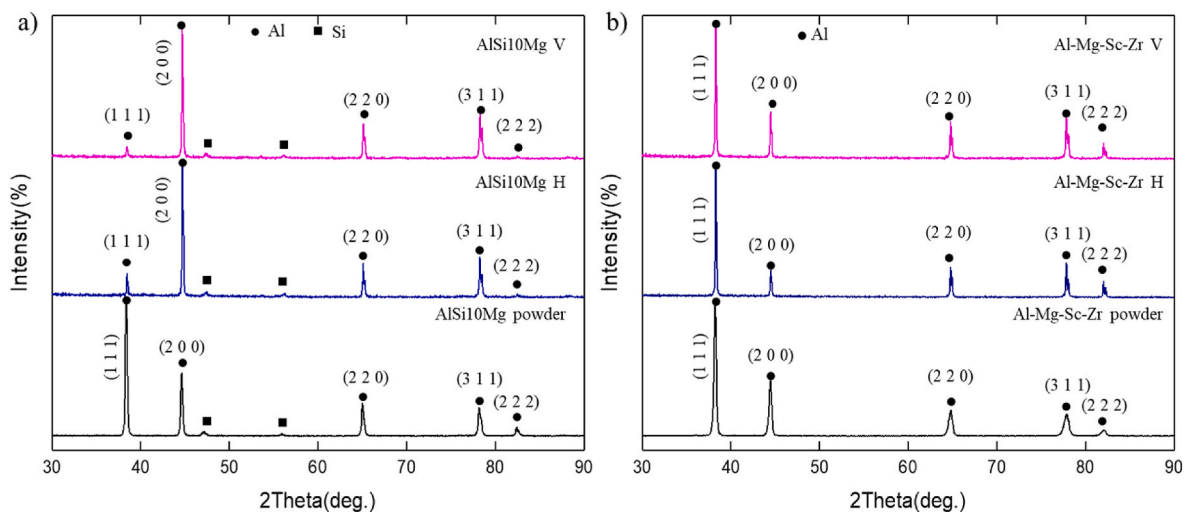 a)
● Al ■ Si
AlSi10Mg V
(1 1 1)
(2 0 0)
(2 2 0)
(3 1 1)
(2 2 2)
AlSi10Mg H
(1 1 1)
(2 0 0)
(2 2 0)
(3 1 1)
(2 2 2)
AlSi10Mg powder
(1 1 1)
(2 0 0)
(2 2 0)
(3 1 1)
(2 2 2)
Intensity(%)
30 40 50 60 70 80 90
2Theta(deg.)
b)
● Al
Al-Mg-Sc-Zr V
(1 1 1)
(2 0 0)
(2 2 0)
(3 1 1)
(2 2 2)
Al-Mg-Sc-Zr H
(1 1 1)
(2 0 0)
(2 2 0)
(3 1 1)
(2 2 2)
Al-Mg-Sc-Zr powder
(1 1 1)
(2 0 0)
(2 2 0)
(3 1 1)
(2 2 2)
Intensity(%)
30 40 50 60 70 80 90
2Theta(deg.)